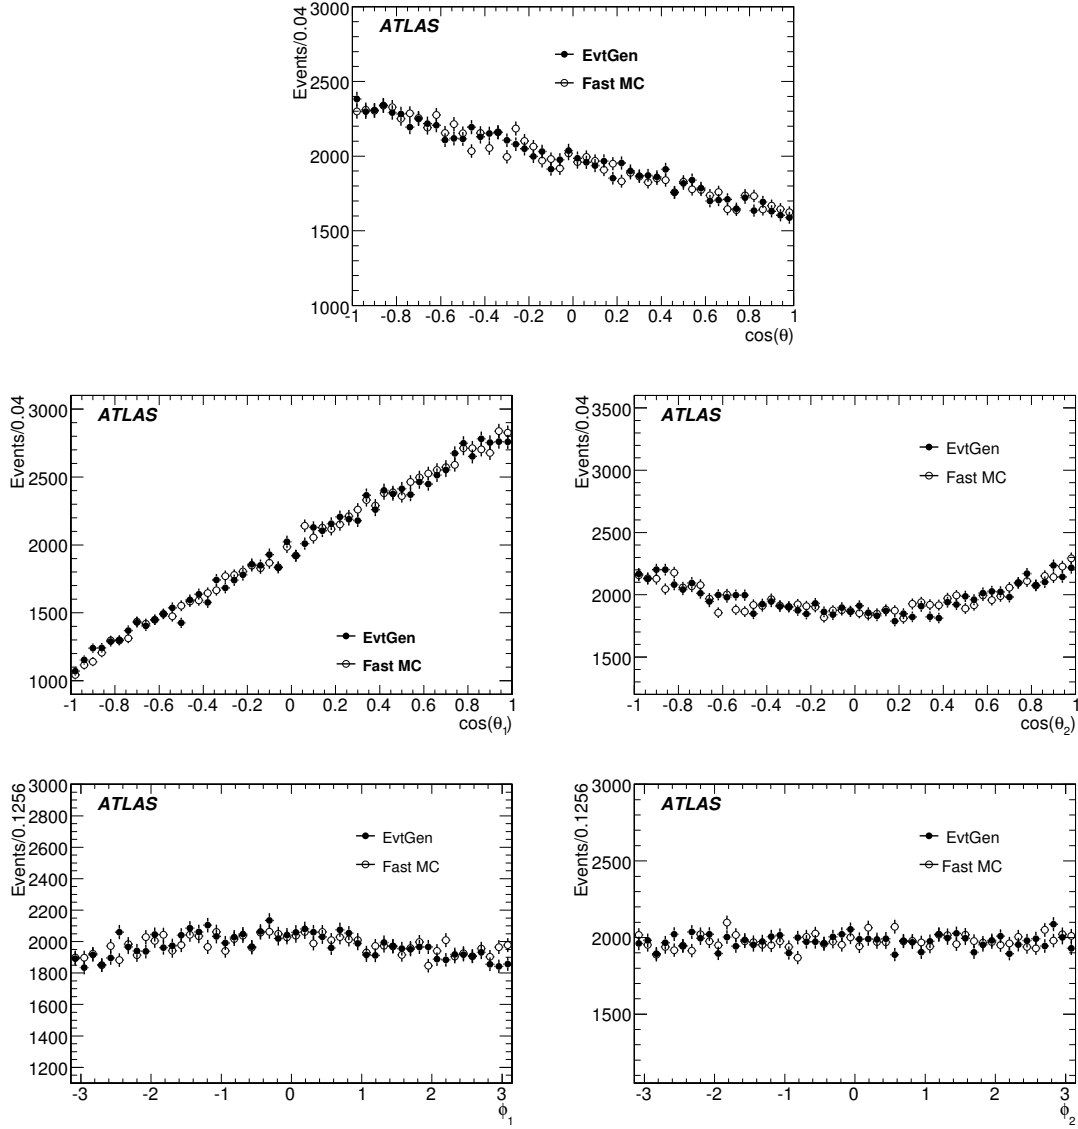 ATLAS
Events/0.04
EvtGen
Fast MC
3000
2500
2000
1500
1000
-1 -0.8 -0.6 -0.4 -0.2 0 0.2 0.4 0.6 0.8 1
cos(θ)
ATLAS
Events/0.04
3000
2500
2000
1500
1000
EvtGen
Fast MC
-1 -0.8 -0.6 -0.4 -0.2 0 0.2 0.4 0.6 0.8 1
cos(θ1)
ATLAS
Events/0.04
EvtGen
Fast MC
3500
3000
2500
2000
1500
-1 -0.8 -0.6 -0.4 -0.2 0 0.2 0.4 0.6 0.8 1
cos(θ2)
ATLAS
Events/0.1256
EvtGen
Fast MC
3000
2800
2600
2400
2200
2000
1800
1600
1400
1200
-3 -2 -1 0 1 2 3
ϕ1
ATLAS
Events/0.1256
EvtGen
Fast MC
3000
2500
2000
1500
-3 -2 -1 0 1 2 3
ϕ2